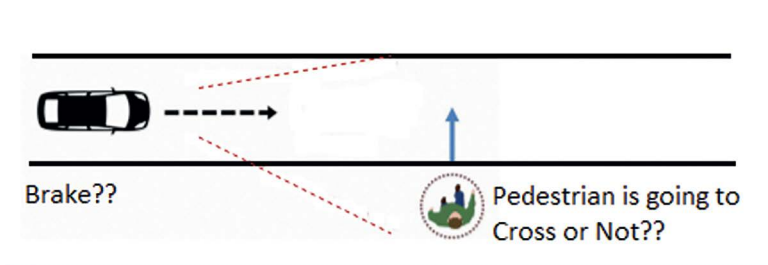 Brake??
Pedestrian is going to
Cross or Not??